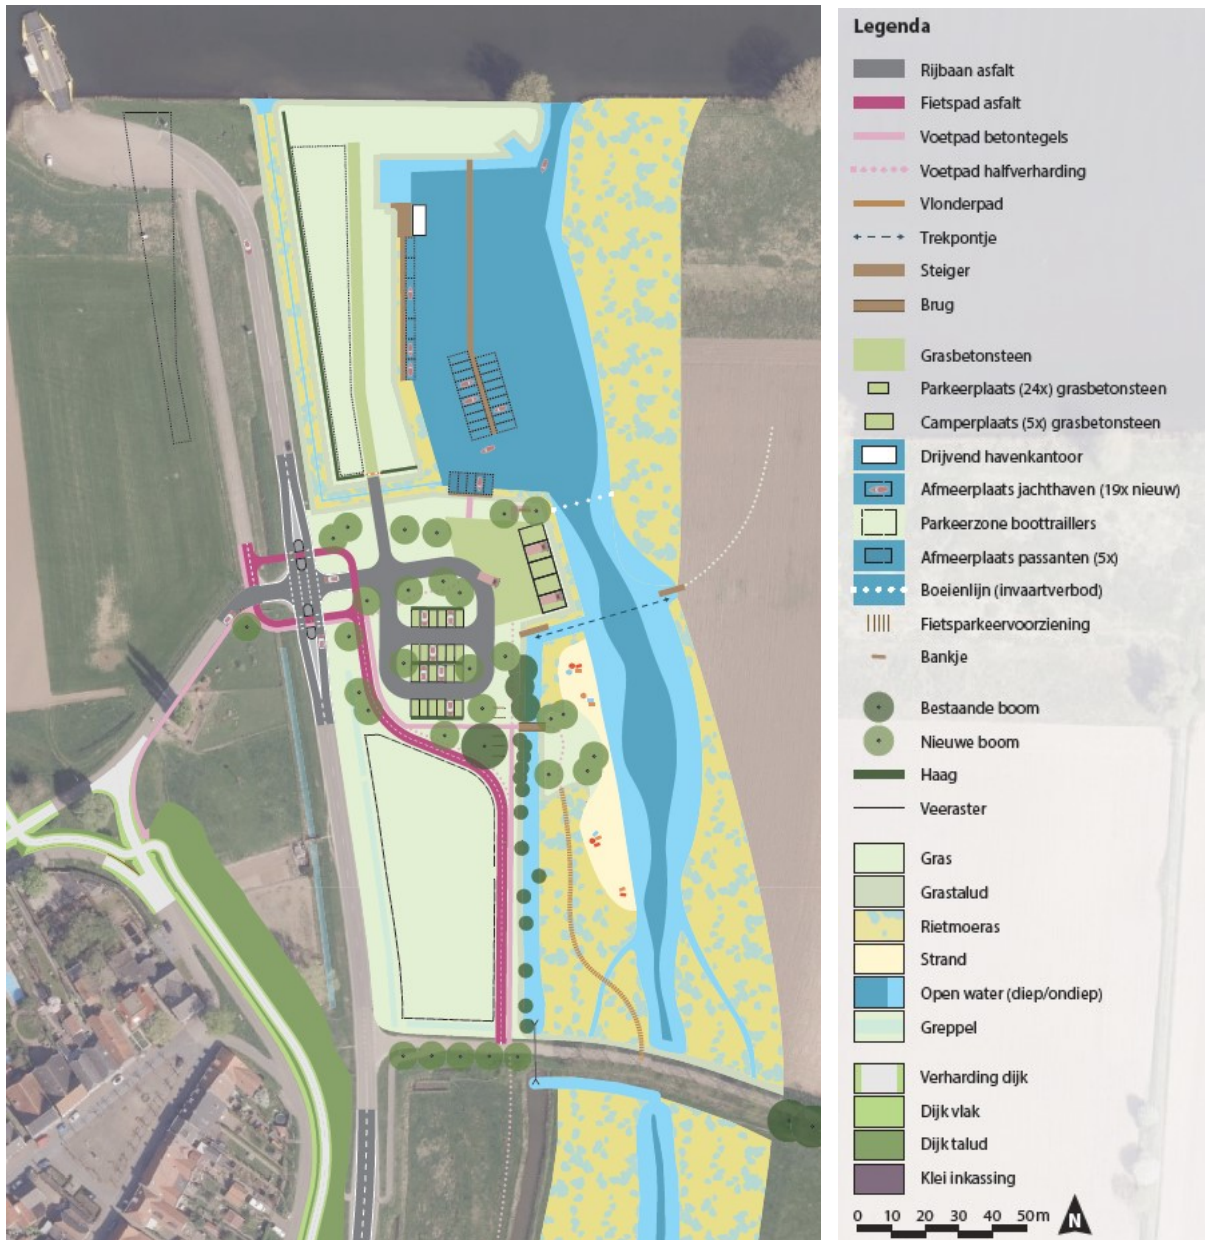 Legenda
Rijbaan asfalt
Fietspad asfalt
Voetpad betontegels
Voetpad halfverharding
Vlonderpad
Trekpontje
Steiger
Brug
Grasbetonsteen
Parkeerplaats (24x) grasbetonsteen
Camperplaats (5x) grasbetonsteen
Drijvend havenkantoor
Afmeerplaats jachthaven (19x nieuw)
Parkeerzone boottraillers
Afmeerplaats passanten (5x)
Boeienlijn (invaartverbod)
Fietsparkeervoorziening
Bankje
Bestaande boom
Nieuwe boom
Haag
Veeraster
Gras
Grastalud
Rietmoeras
Strand
Open water (diep/ondiep)
Greppel
Verharding dijk
Dijk vlak
Dijk talud
Klei inkassing
0 10 20 30 40 50m
N